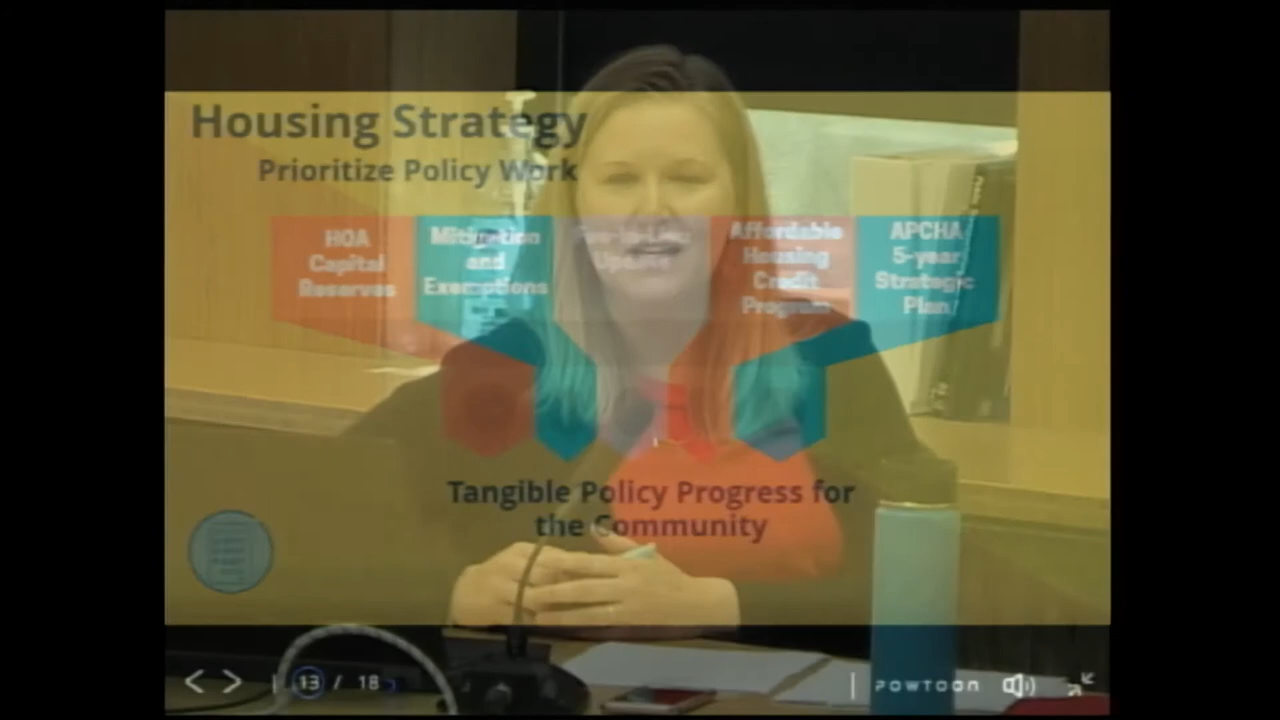 Housing Strategy
Prioritize Policy Work
HOA
Capital
Reserves
Mitigation
and
Exemptions
Update
Affordable
Housing
Credit
Program
APCHA
5-year
Strategic
Plan
Tangible Policy Progress for
the Community
13 / 18
POWTOON